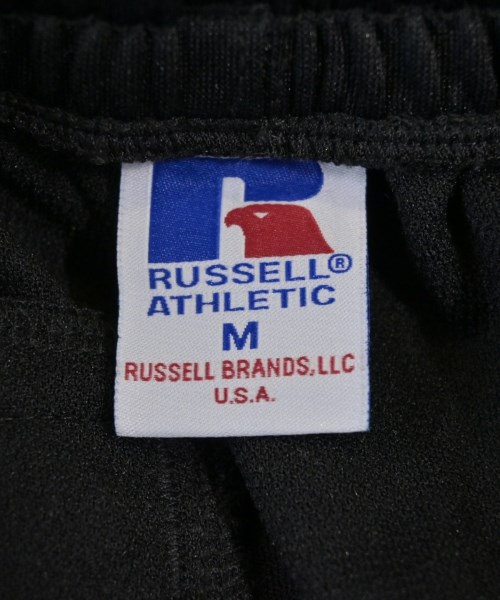 R
RUSSELL®
ATHLETIC
M
RUSSELL BRANDS, LLC
U.S.A.